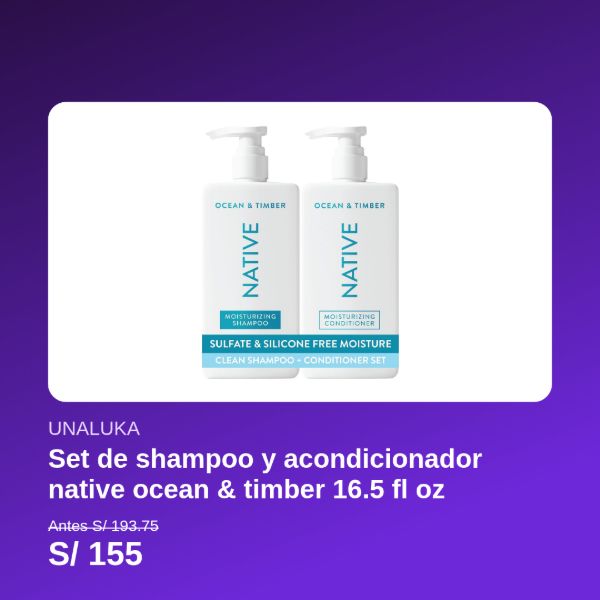 OCEAN & TIMBER
NATIVE
MOISTURIZING
SHAMPOO
OCEAN & TIMBER
NATIVE
MOISTURIZING
CONDITIONER
SULFATE & SILICONE FREE MOISTURE
CLEAN SHAMPOO + CONDITIONER SET
UNALUKA
Set de shampoo y acondicionador
native ocean & timber 16.5 fl oz
Antes S/ 193.75
S/ 155